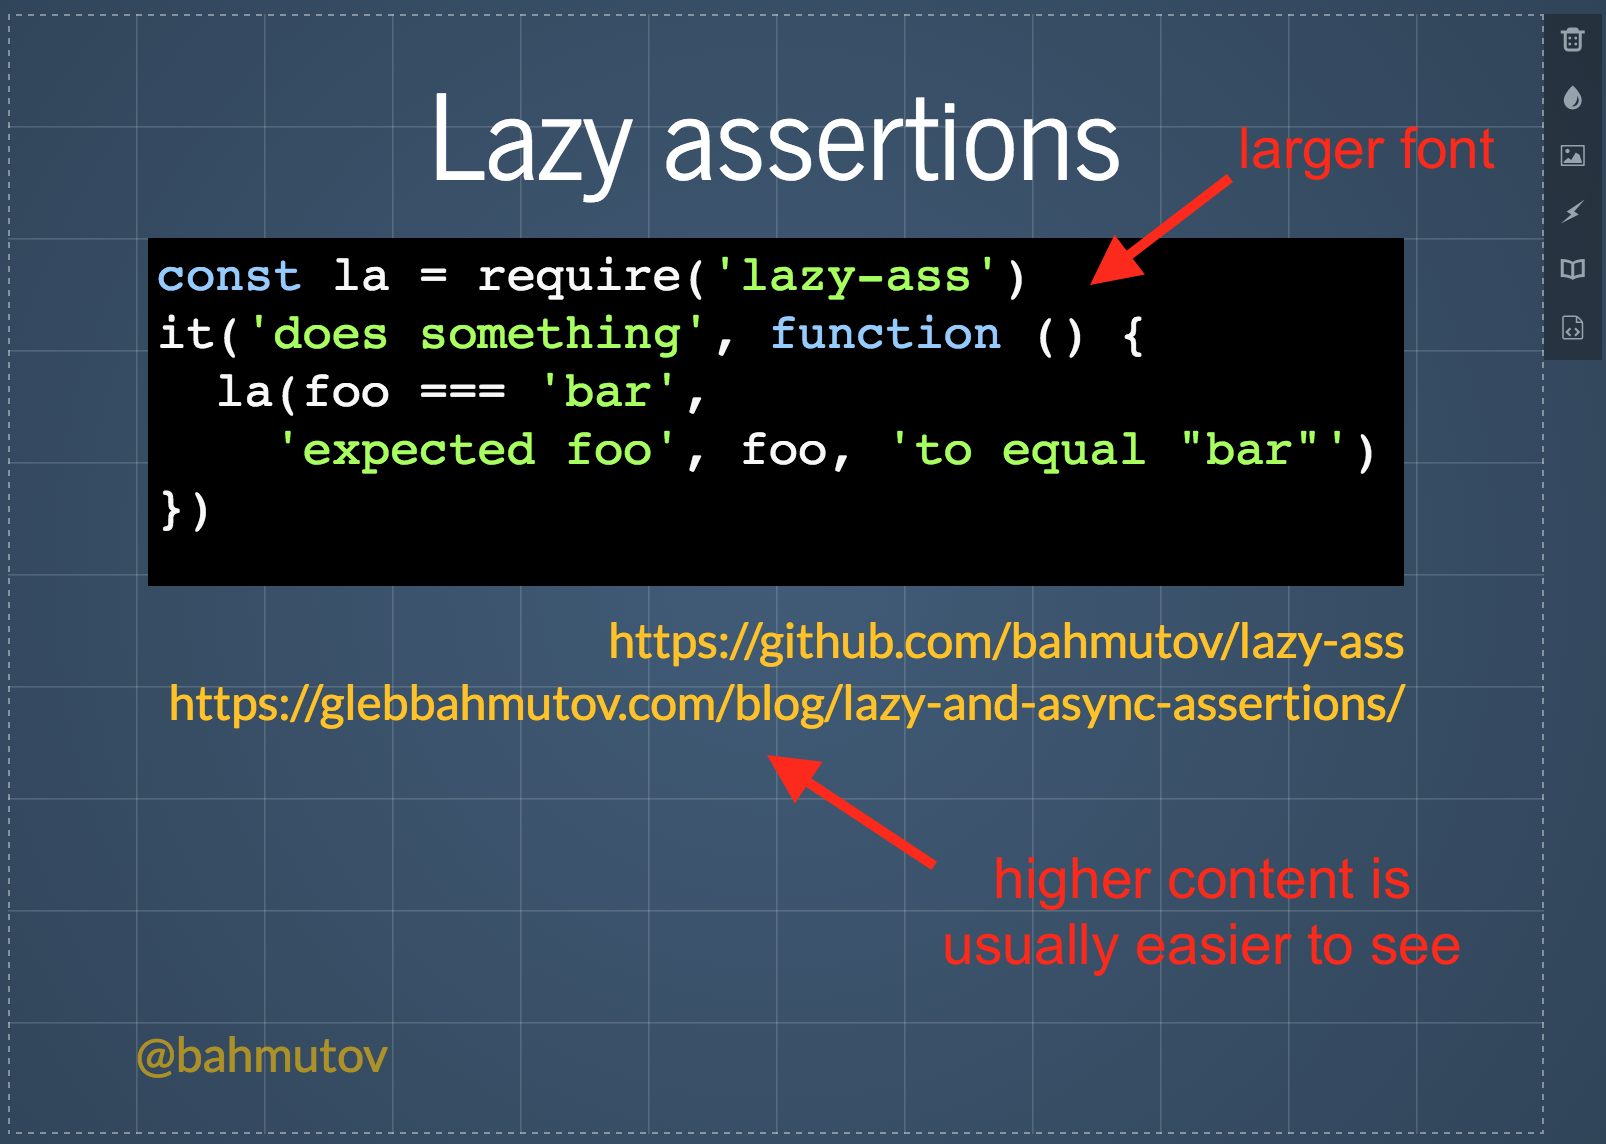 Lazy assertions
larger font
const la = require('lazy-ass')
it('does something', function () {
  la(foo === 'bar',
    'expected foo', foo, 'to equal "bar"')
})
https://github.com/bahmutov/lazy-ass
https://glebbahmutov.com/blog/lazy-and-async-assertions/
higher content is
usually easier to see
@bahmutov